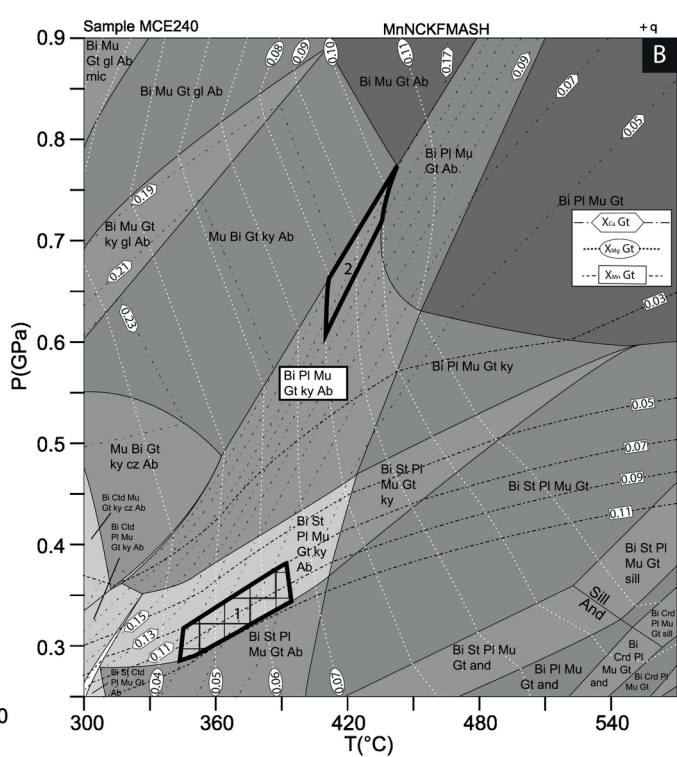 Sample MCE240
MnNCKFMASH
+q
B
0.9
0.8
0.7
0.6
0.5
0.4
0.3
P(GPa)
0
300
360
420
480
540
T(°C)
Bi Mu
Gt gl Ab
mic
Bi Mu Gt gl Ab
0.08
0.09
0.10
0.11
0.17
0.09
0.07
0.05
Bi Mu Gt Ab
Bi Pl Mu
Gt Ab
Bi Pl Mu Gt
XCa Gt
XMg Gt
XMn Gt
0.19
Bi Mu Gt
ky gl Ab
0.21
0.23
Mu Bi Gt ky Ab
2
0.03
Bi Pl Mu
Gt ky Ab
Bi Pl Mu Gt ky
0.05
0.07
0.09
0.11
Mu Bi Gt
ky cz Ab
Bi Ctd Mu
Gt ky cz Ab
Bi Ctd
Pl Mu
Gt ky Ab
Bi St Pl
Mu Gt
ky
Bi St Pl Mu Gt
Bi St
Pl Mu
Gt ky
Ab
1
0.15
0.13
0.11
Bi St Pl
Mu Gt Ab
Bi St Ctd
Pl Mu Gt
Ab
0.04
0.05
0.06
0.07
Bi St Pl Mu
Gt and
Bi Pl Mu
Gt and
Bi St Pl
Mu Gt
sill
Sill
And
Bi Crd
Pl Mu
Gt sill
Bi
Crd Pl
Mu Gt
and
Bi Crd Pl
Mu Gt